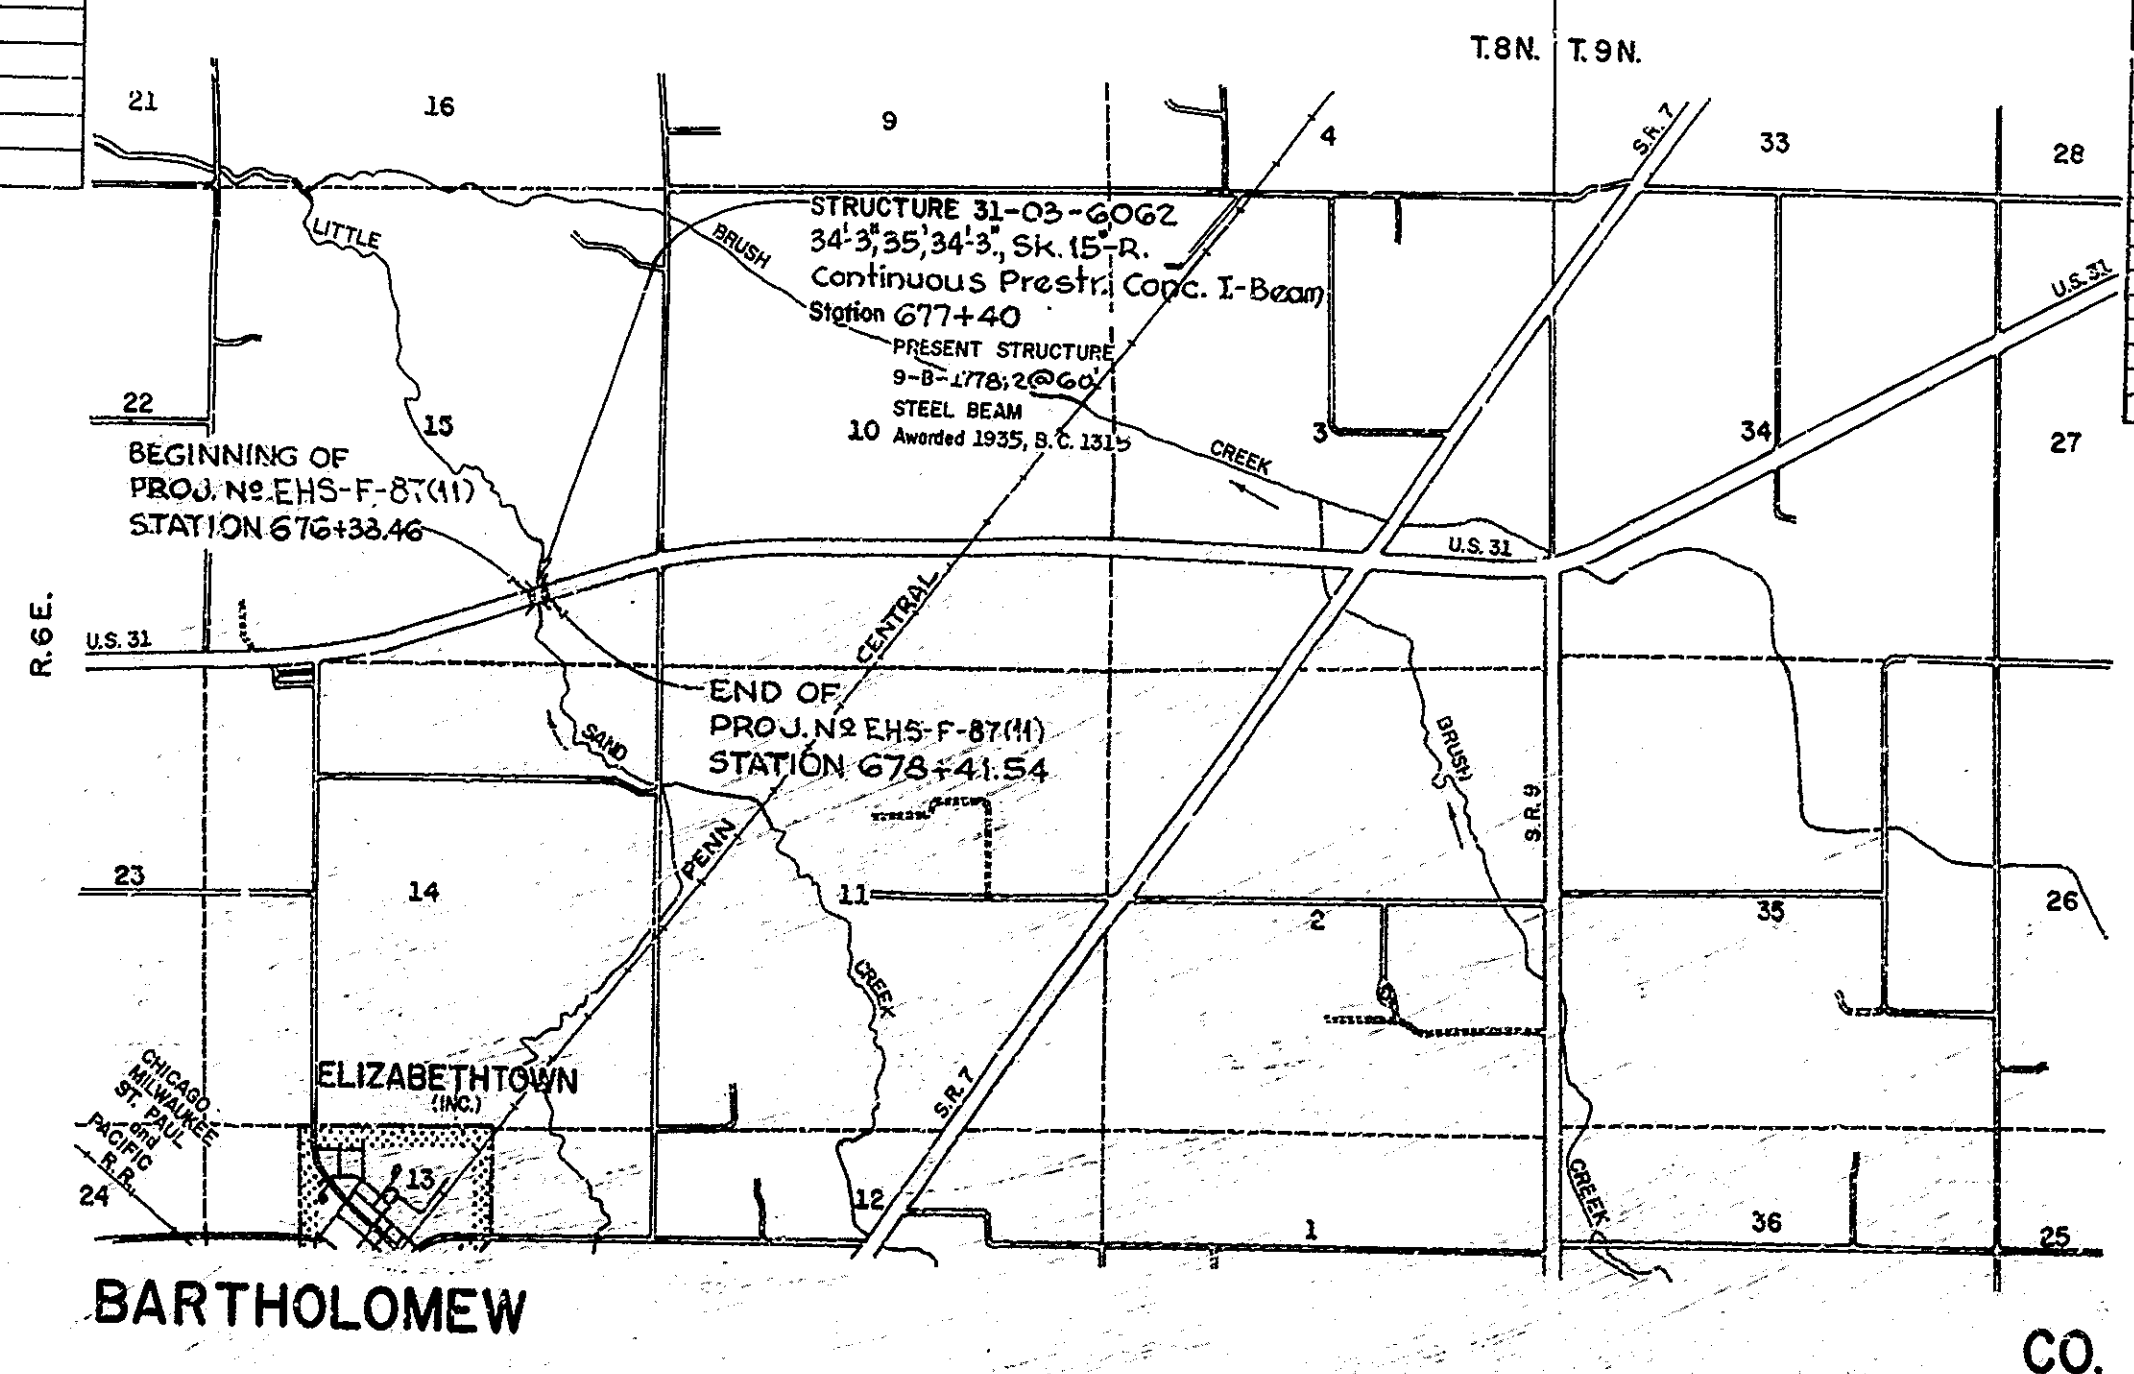 T.8N. T.9N.
21
16
9
4
S.R. 7
33
28
LITTLE
BRUSH
STRUCTURE 31-03-6062
34'-3", 35', 34'-3", Sk. 15°-R.
Continuous Prestr. Conc. I-Beam
Station 677+40
PRESENT STRUCTURE
9-B-1778; 2@60'
STEEL BEAM
Awarded 1935, B.C. 1315
U.S. 31
22
15
10
CREEK
3
34
27
BEGINNING OF
PROJ. Nº EHS-F-87(11)
STATION 676+33.46
U.S. 31
R. 6 E.
U.S. 31
CENTRAL
END OF
PROJ. Nº EHS-F-87(11)
STATION 678+41.54
SAND
BRUSH
S.R. 9
PENN
23
14
11
2
35
26
CREEK
CHICAGO
MILWAUKEE
ST. PAUL
and
PACIFIC
R. R.
ELIZABETHTOWN
(INC.)
S.R. 7
24
13
12
1
CREEK
36
25
BARTHOLOMEW
CO.